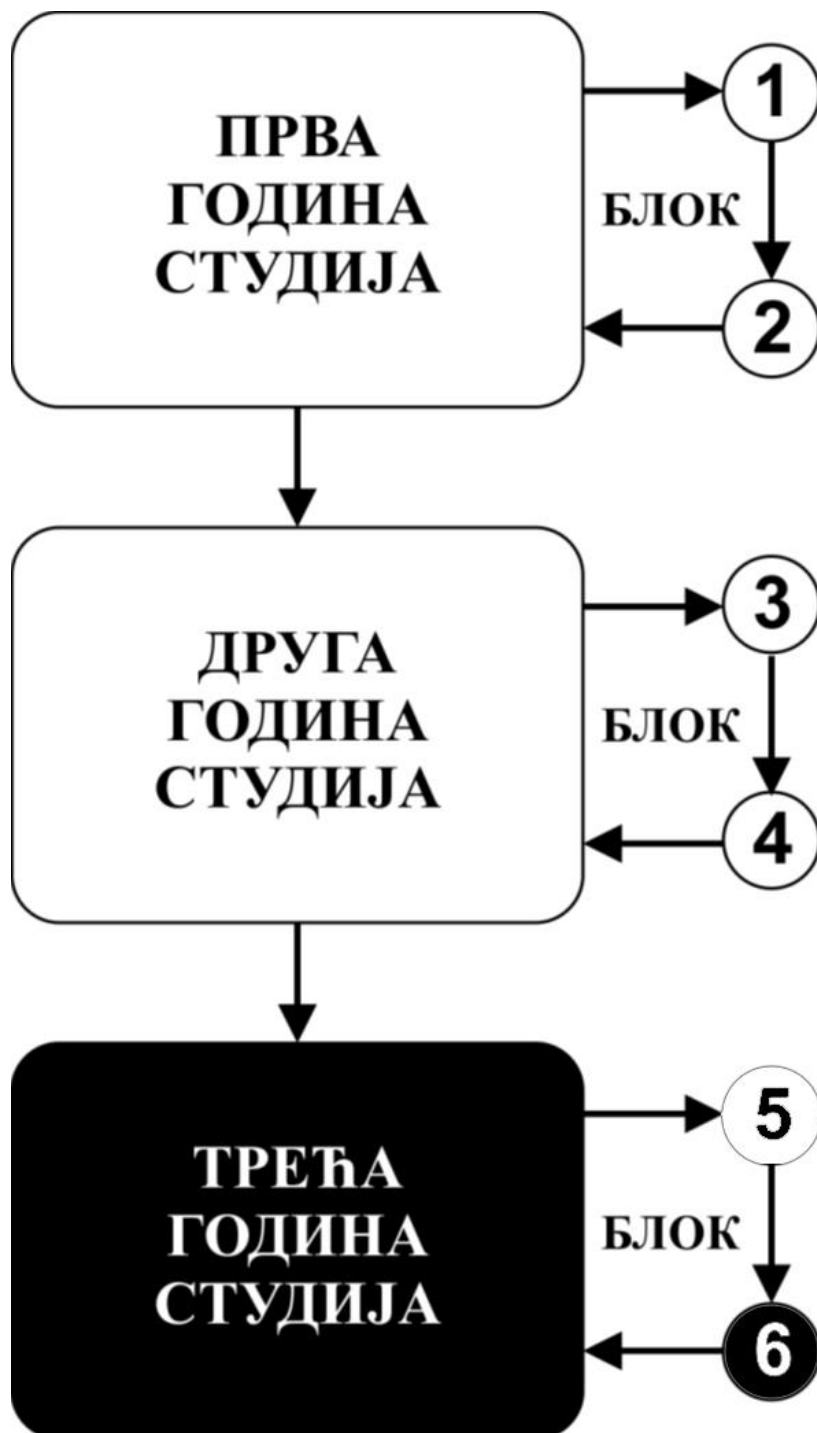 ПРВА
ГОДИНА
СТУДИЈА
1
БЛОК
2
ДРУГА
ГОДИНА
СТУДИЈА
3
БЛОК
4
ТРЕЋА
ГОДИНА
СТУДИЈА
5
БЛОК
6